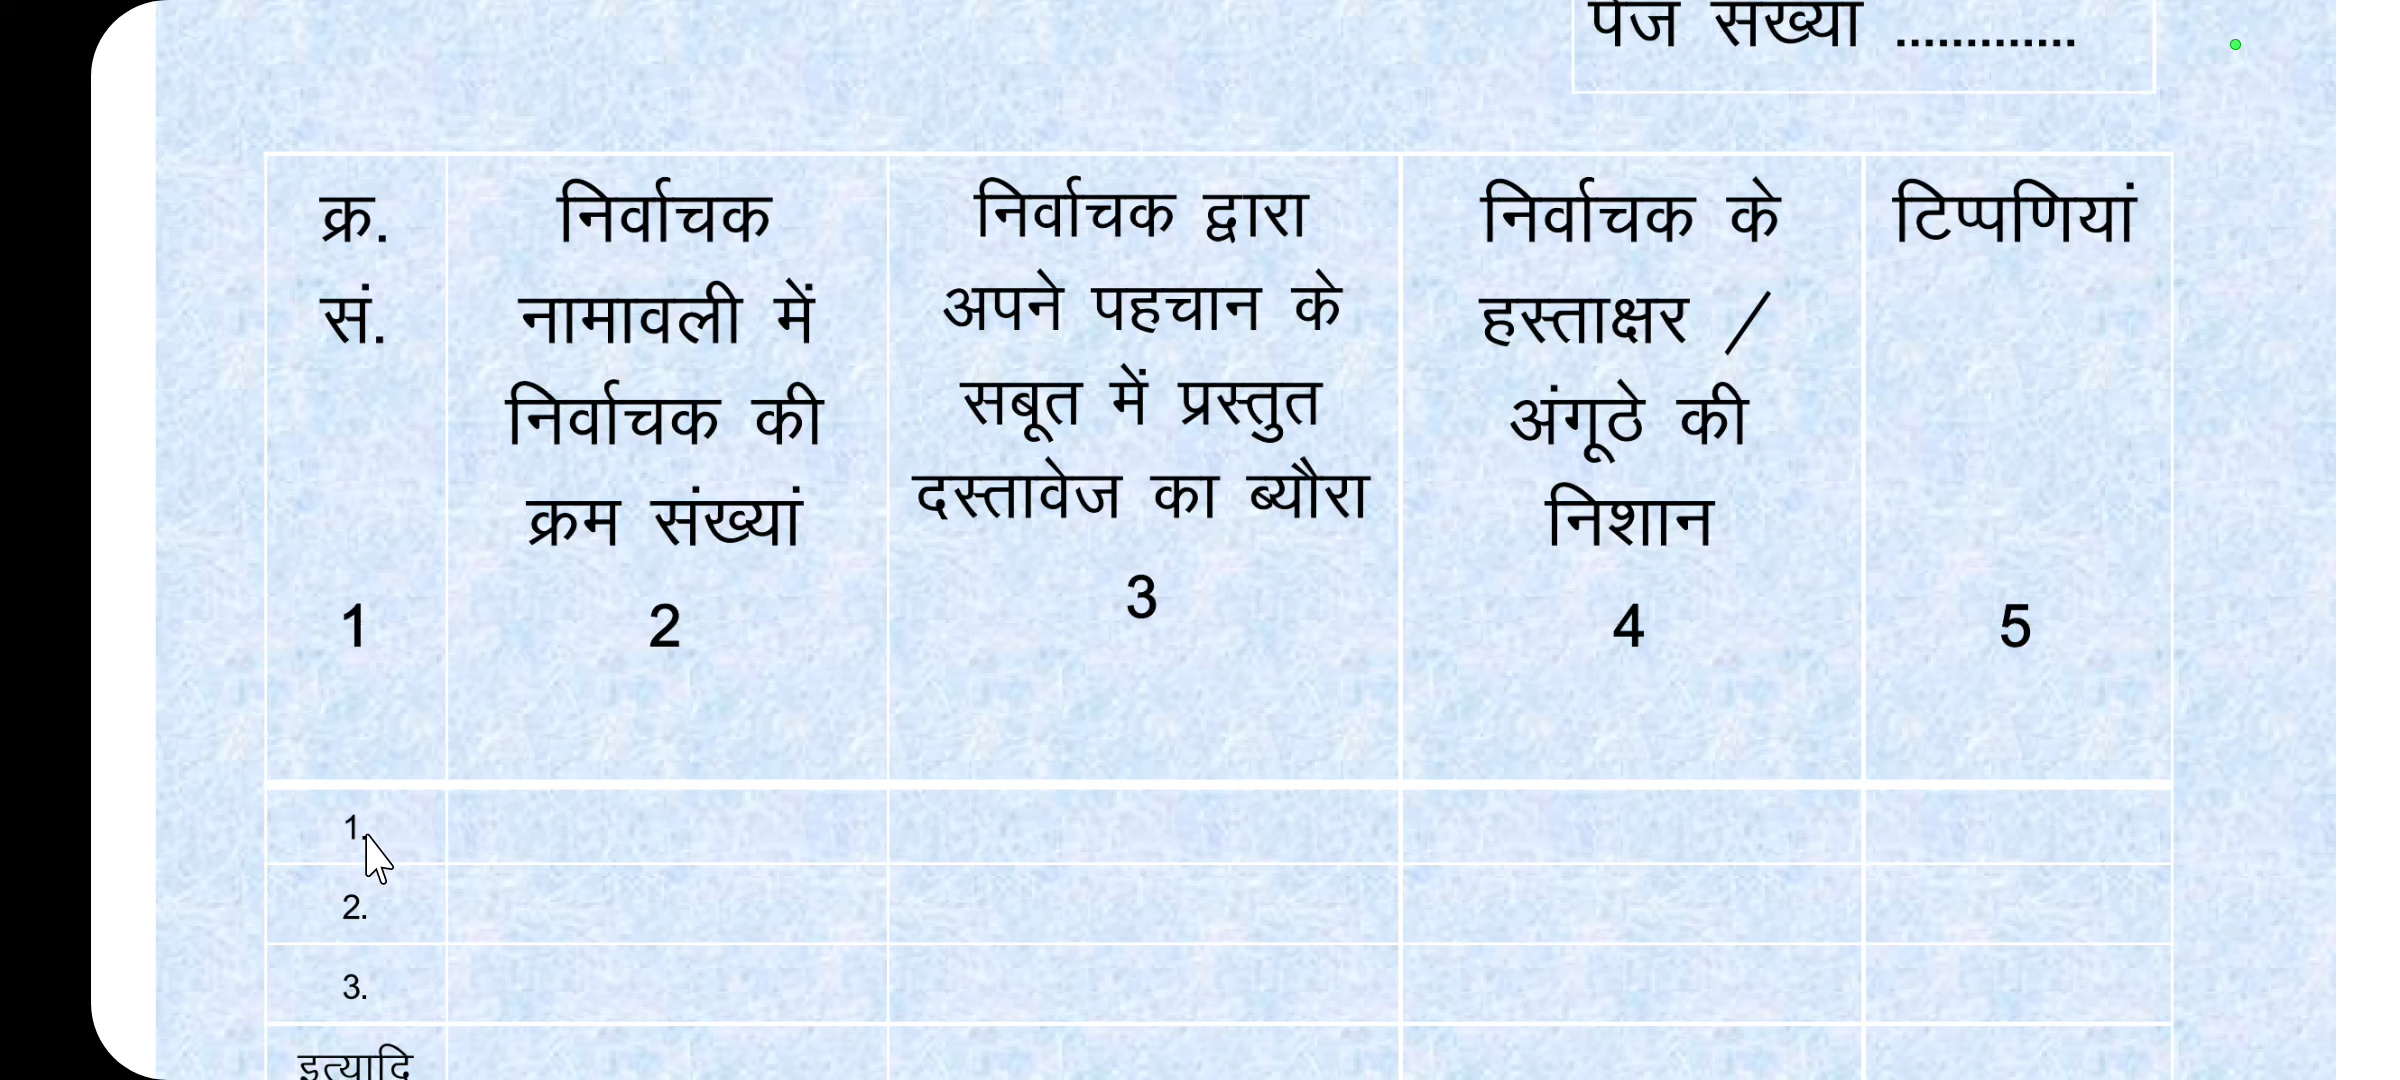 पेज संख्या .............
क्र.
सं.
1
निर्वाचक
नामावली में
निर्वाचक की
क्रम संख्यां
2
निर्वाचक द्वारा
अपने पहचान के
सबूत में प्रस्तुत
दस्तावेज का ब्यौरा
3
निर्वाचक के
हस्ताक्षर /
अंगूठे की
निशान
4
टिप्पणियां
5
1.
2.
3.
इत्यादि